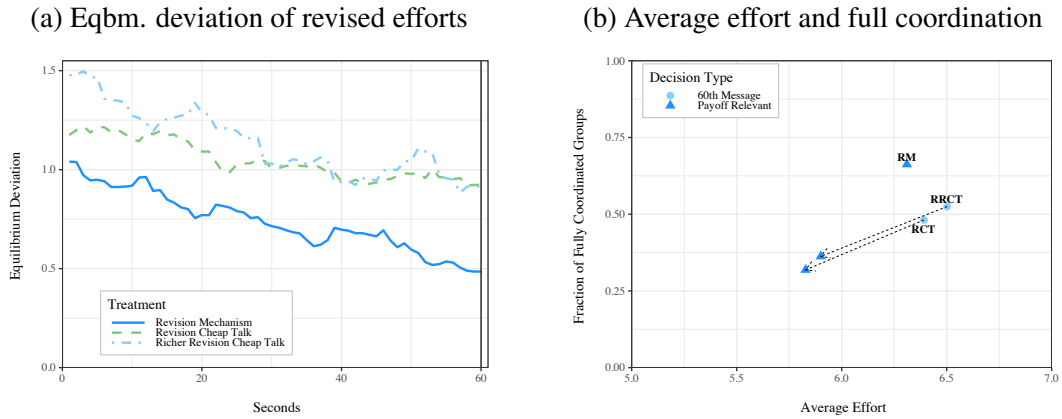 (a) Eqbm. deviation of revised efforts
1.5
1.0
0.5
0.0
Equilibrium Deviation
Treatment
Revision Mechanism
Revision Cheap Talk
Richer Revision Cheap Talk
0
20
40
60
Seconds
(b) Average effort and full coordination
1.00
0.75
0.50
0.25
0.00
Fraction of Fully Coordinated Groups
Decision Type
60th Message
Payoff Relevant
RM
RRCT
RCT
5.0
5.5
6.0
6.5
7.0
Average Effort